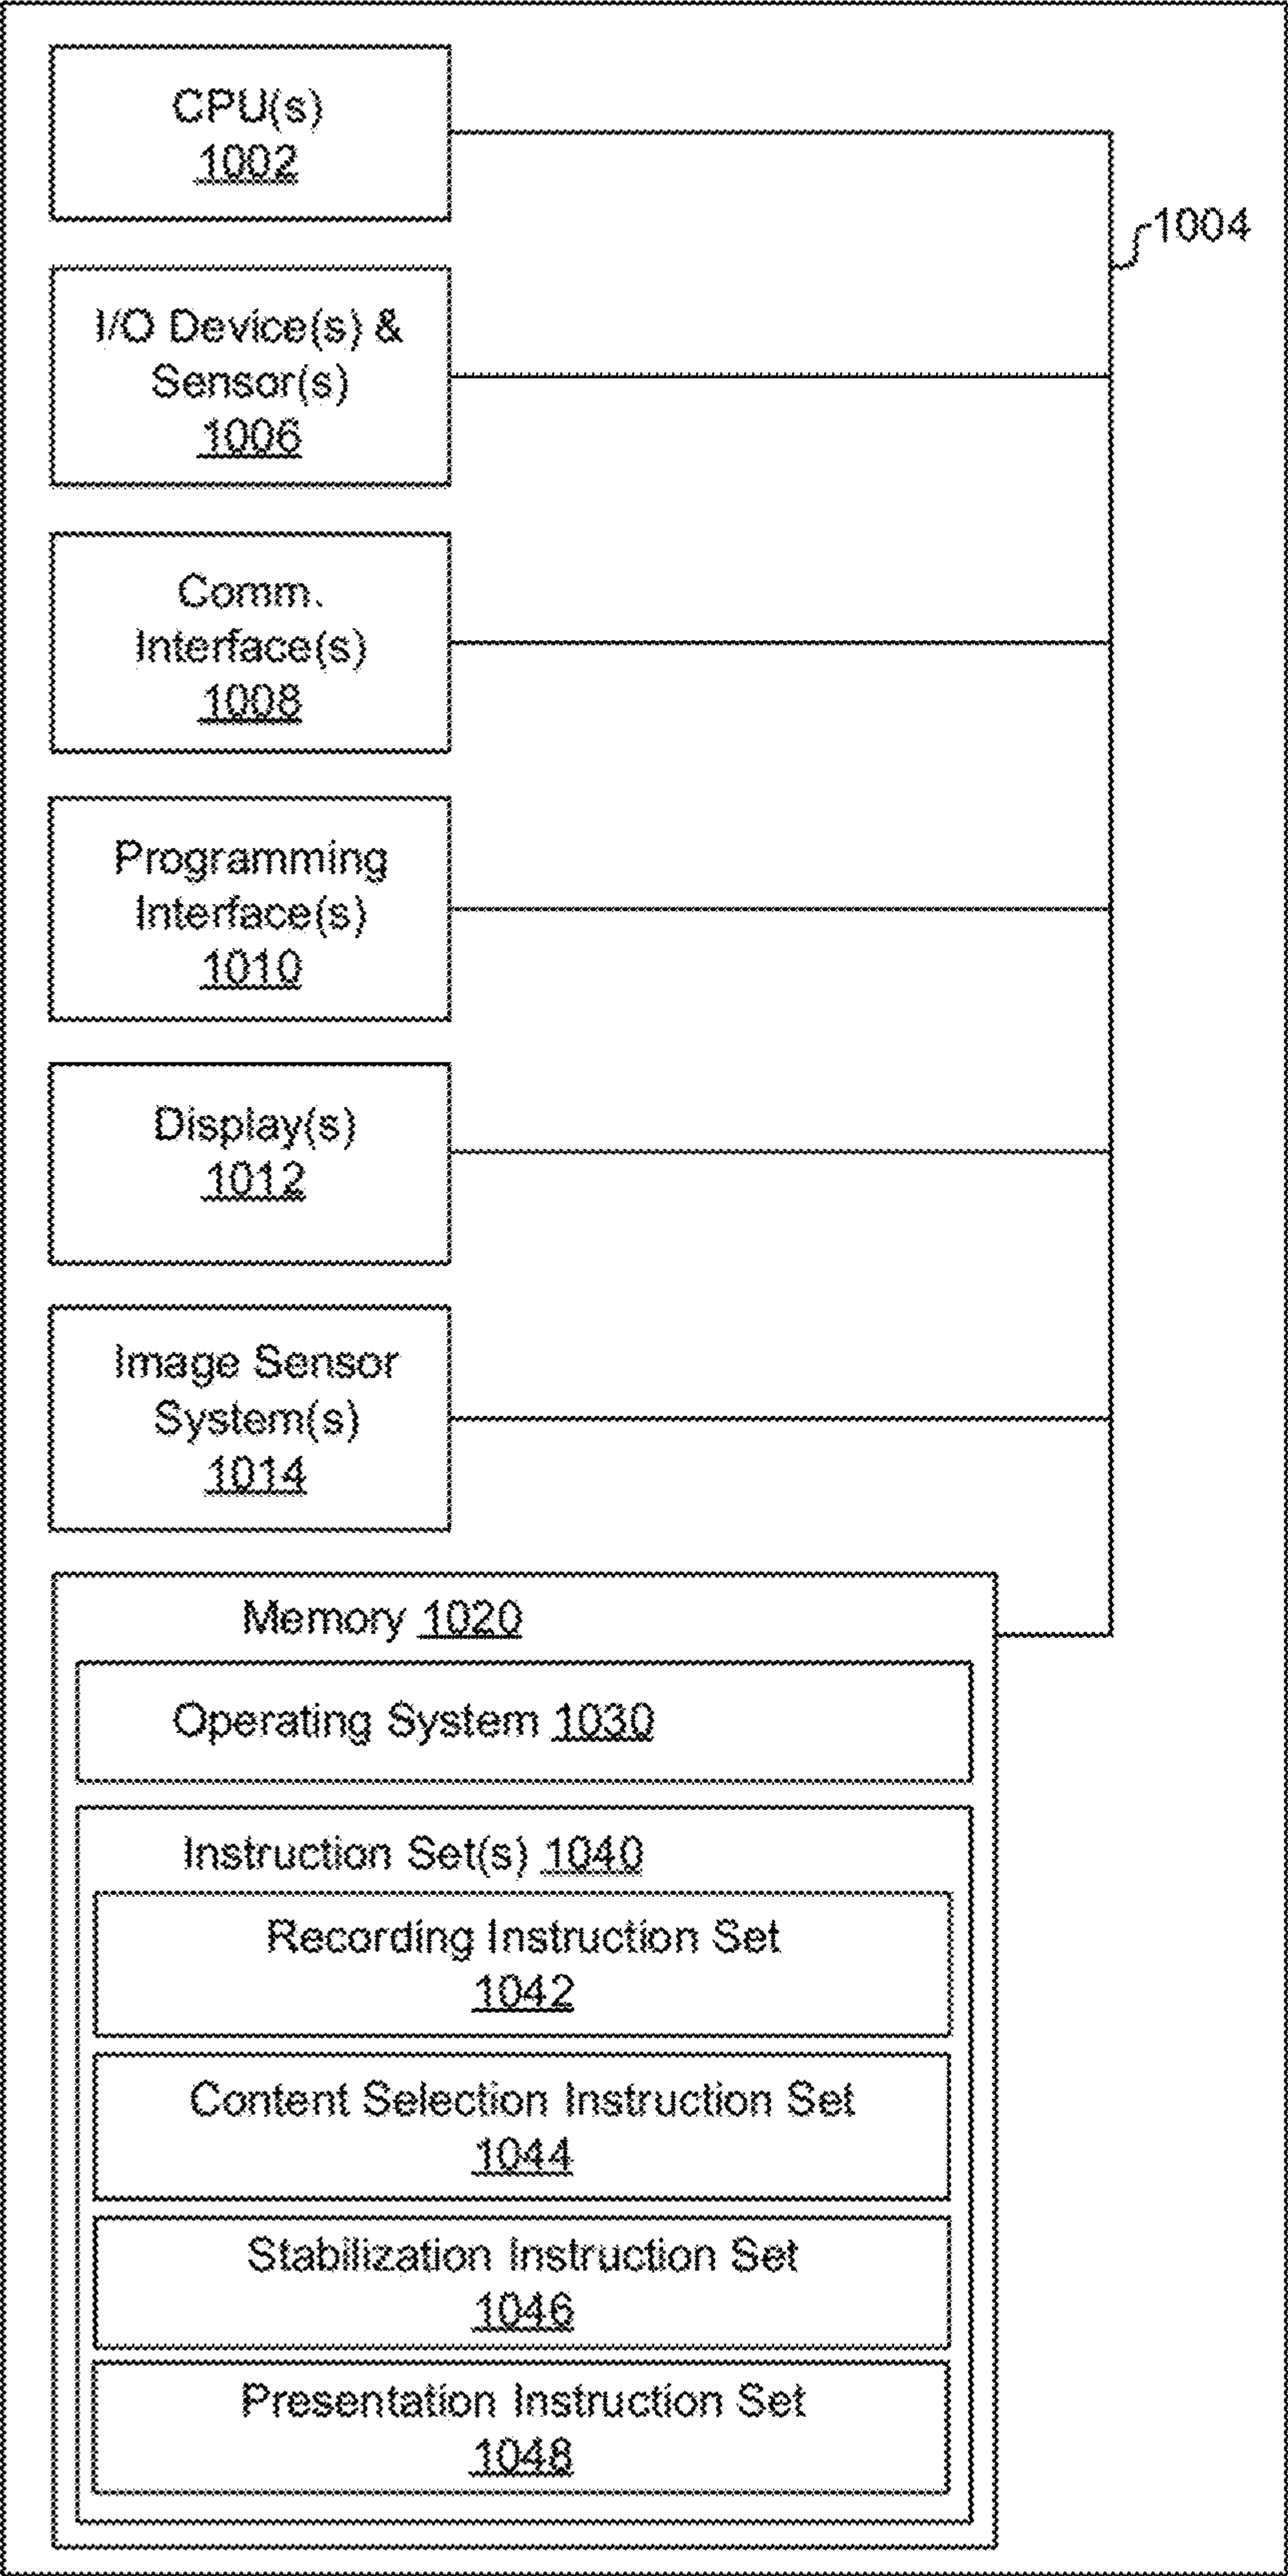 CPU(s)
1002
1004
I/O Device(s) &
Sensor(s)
1006
Comm.
Interface(s)
1008
Programming
Interface(s)
1010
Display(s)
1012
Image Sensor
System(s)
1014
Memory 1020
Operating System 1030
Instruction Set(s) 1040
Recording Instruction Set
1042
Content Selection Instruction Set
1044
Stabilization Instruction Set
1046
Presentation Instruction Set
1048